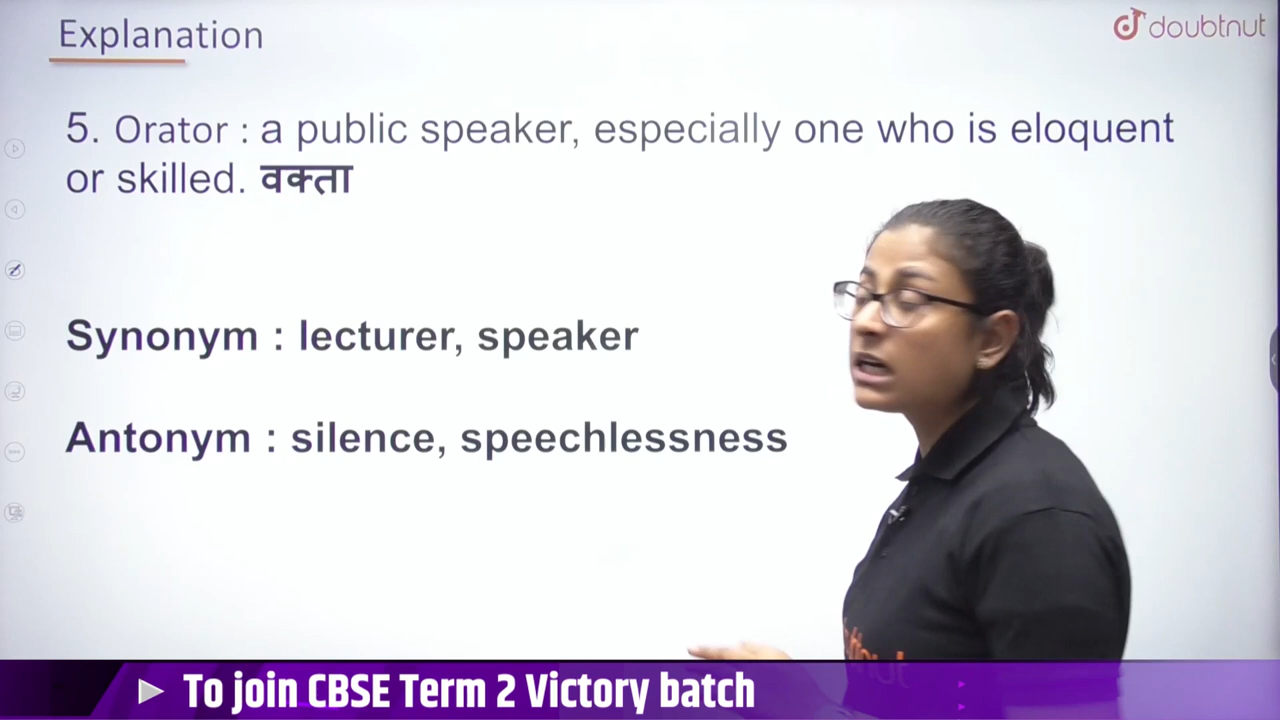 Explanation
doubtnut
5. Orator : a public speaker, especially one who is eloquent
or skilled. वक्ता
Synonym : lecturer, speaker
Antonym : silence, speechlessness
To join CBSE Term 2 Victory batch